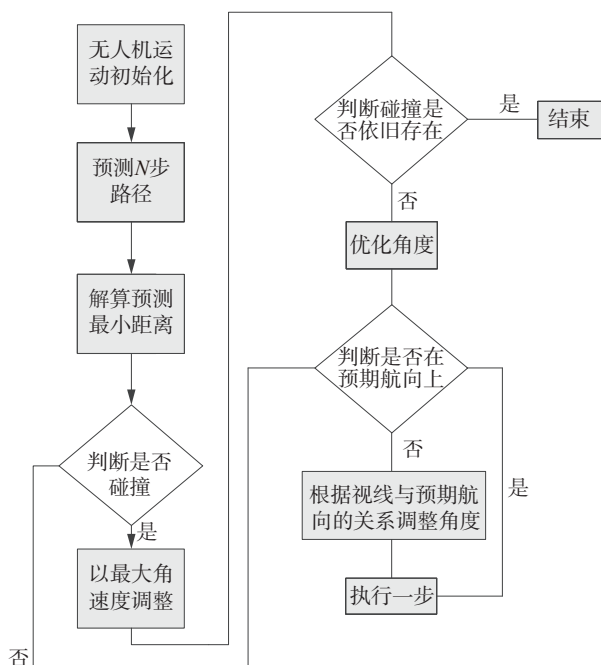 无人机运
动初始化
预测N步
路径
解算预测
最小距离
判断是否
碰撞
是
以最大角
速度调整
否
判断碰撞是
否依旧存在
是
结束
否
优化角度
判断是否在
预期航向上
否
是
根据视线与预期航
向的关系调整角度
执行一步